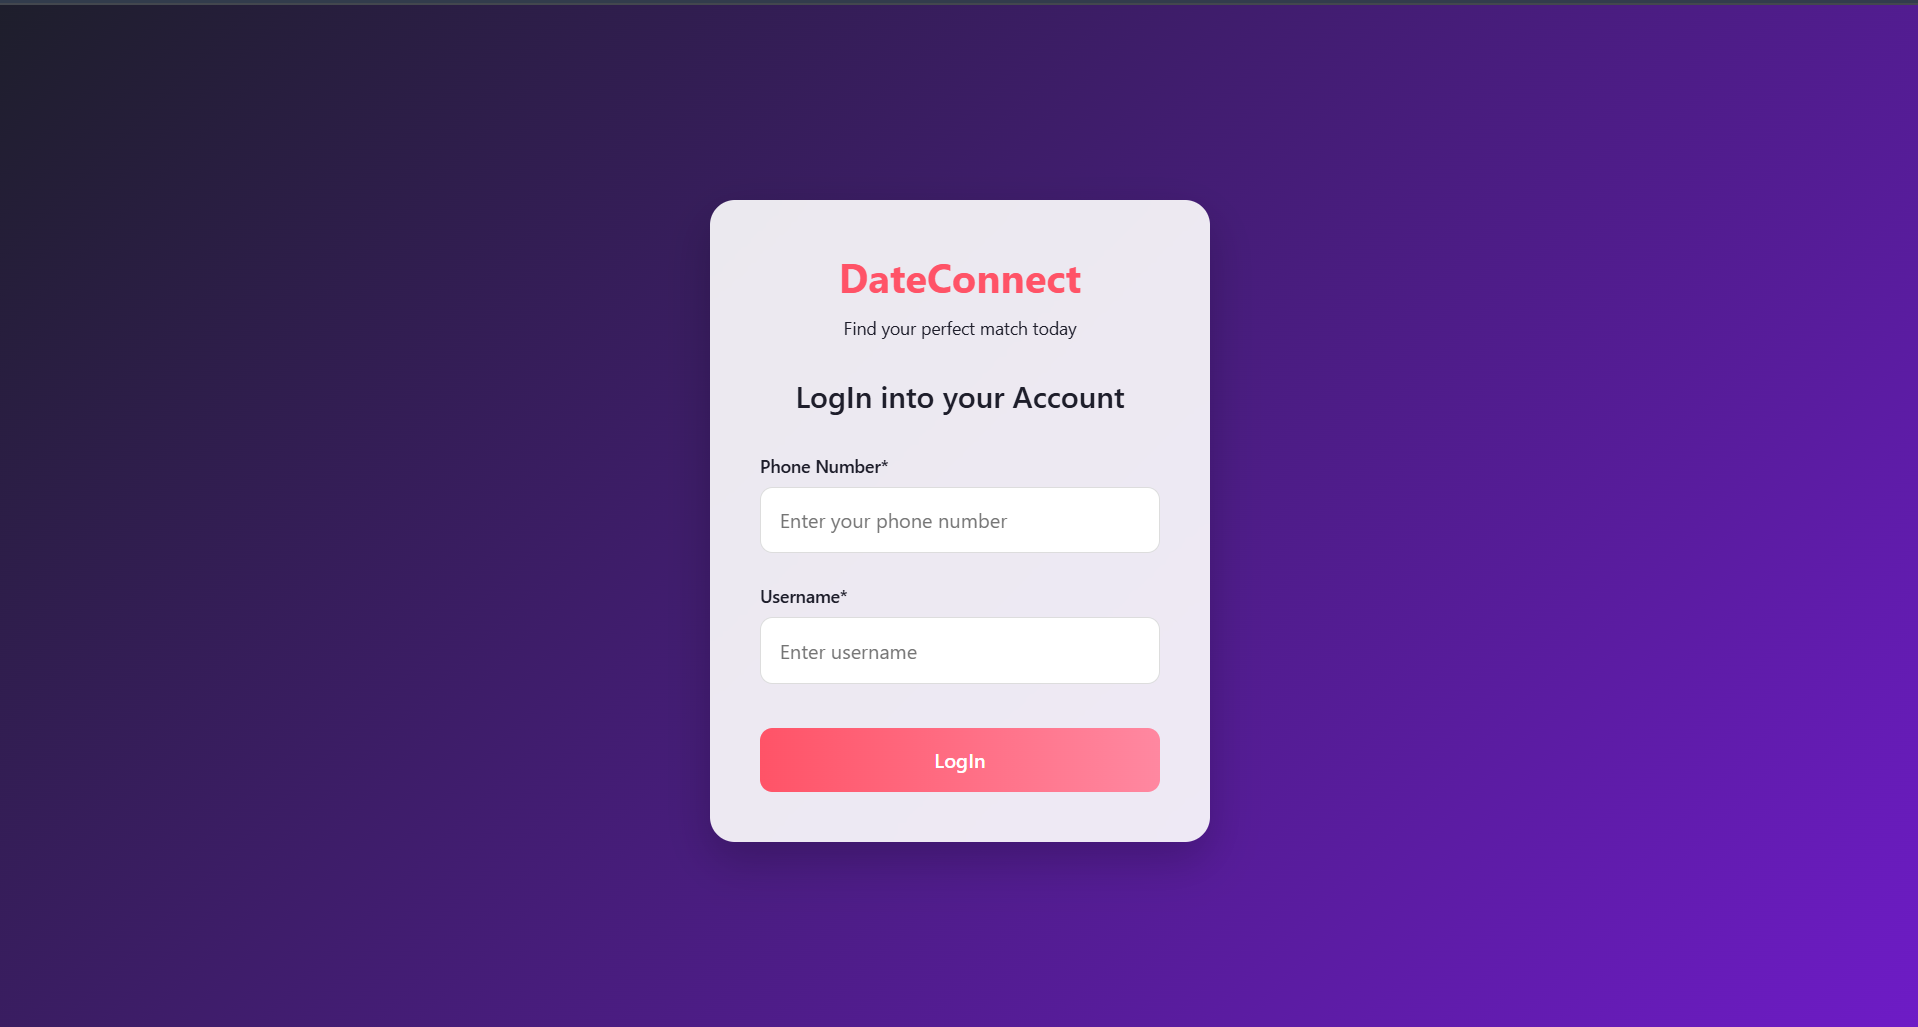 DateConnect
Find your perfect match today
LogIn into your Account
Phone Number*
Enter your phone number
Username*
Enter username
LogIn